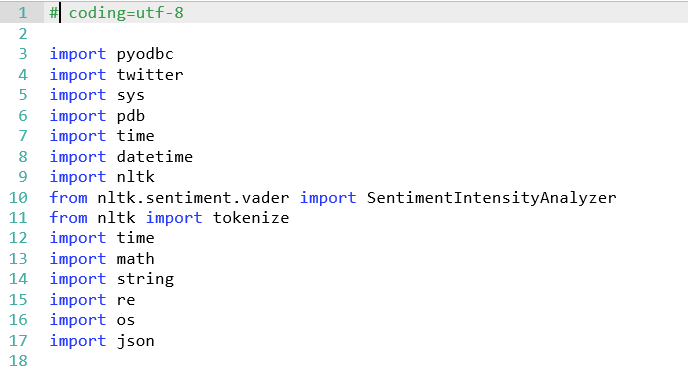 1 # coding=utf-8
2
3 import pyodbc
4 import twitter
5 import sys
6 import pdb
7 import time
8 import datetime
9 import nltk
10 from nltk.sentiment.vader import SentimentIntensityAnalyzer
11 from nltk import tokenize
12 import time
13 import math
14 import string
15 import re
16 import os
17 import json
18